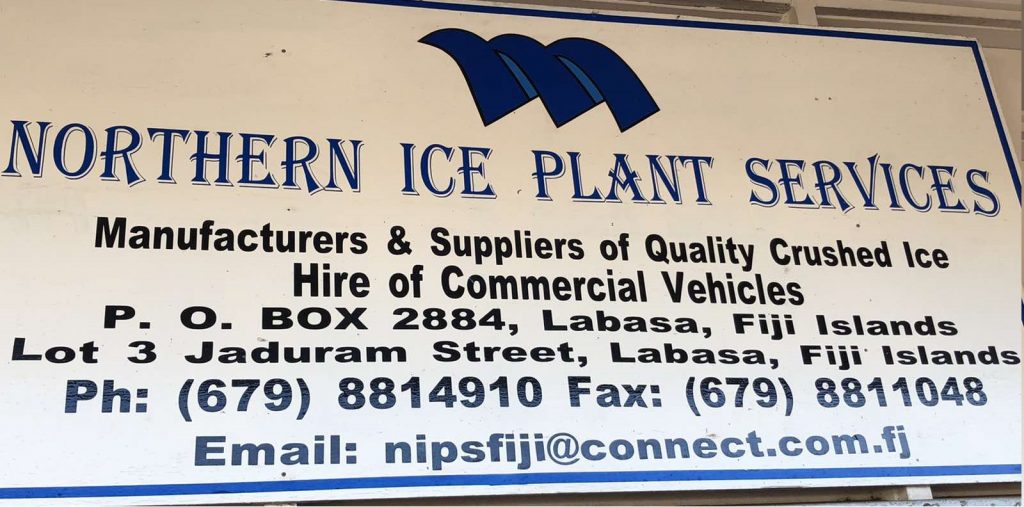 NORTHERN ICE PLANT SERVICES
Manufacturers & Suppliers of Quality Crushed Ice
Hire of Commercial Vehicles
P. O. BOX 2884, Labasa, Fiji Islands
Lot 3 Jaduram Street, Labasa, Fiji Islands
Ph: (679) 8814910 Fax: (679) 8811048
Email: nipsfiji@connect.com.fj